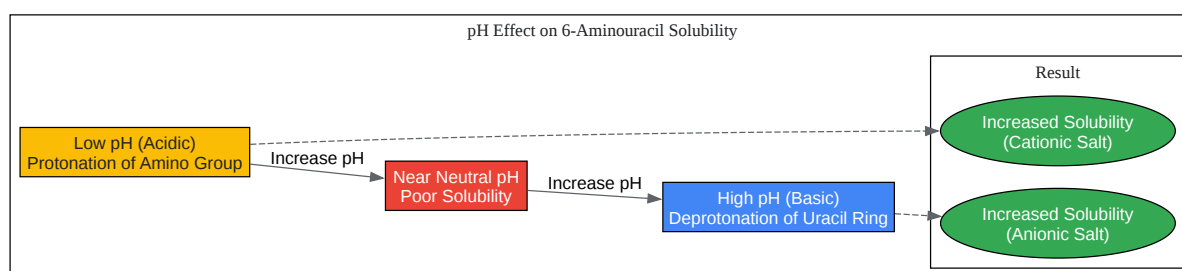 pH Effect on 6-Aminouracil Solubility
Result
Low pH (Acidic)
Protonation of Amino Group
Increase pH
Near Neutral pH
Poor Solubility
Increase pH
High pH (Basic)
Deprotonation of Uracil Ring
Increased Solubility
(Cationic Salt)
Increased Solubility
(Anionic Salt)